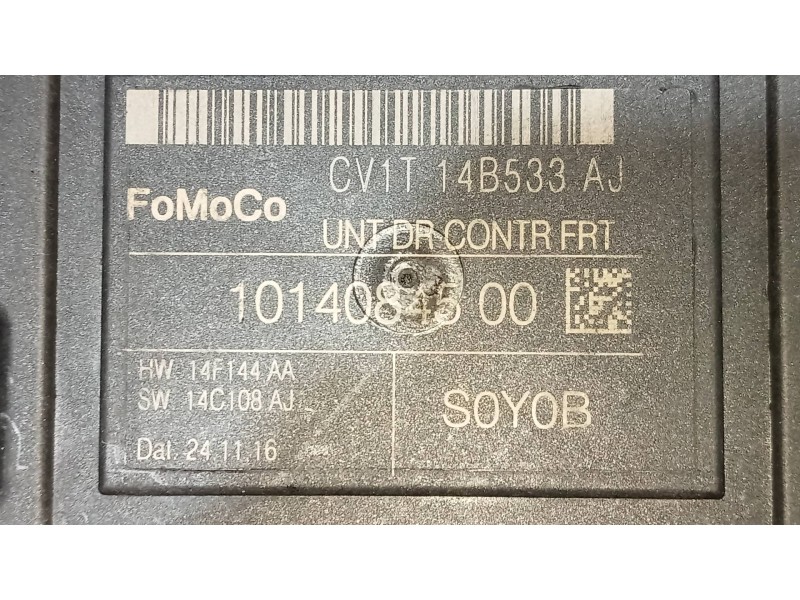 CV1T 14B533 AJ
FoMoCo
UNT DR CONTR FRT
10140845 00
HW 14F144 AA
SW 14C108 AJ
S0Y0B
Dat. 24.11.16